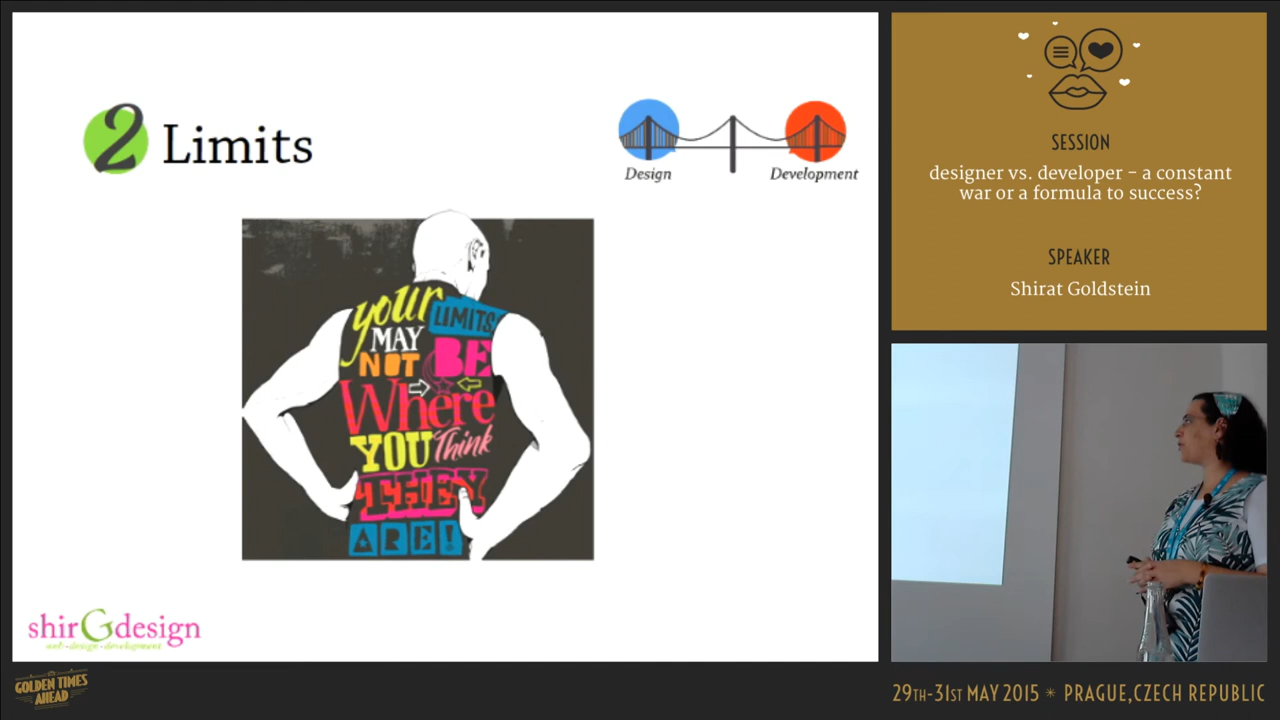 2 Limits
Design
Development
your
LIMITS
MAY
NOT BE
Where
YOU Think
THEY
ARE!
shirGdesign
web-design-development
SESSION
designer vs. developer - a constant
war or a formula to success?
SPEAKER
Shirat Goldstein
GOLDEN TIMES
AHEAD
29TH-31ST MAY 2015 * PRAGUE,CZECH REPUBLIC